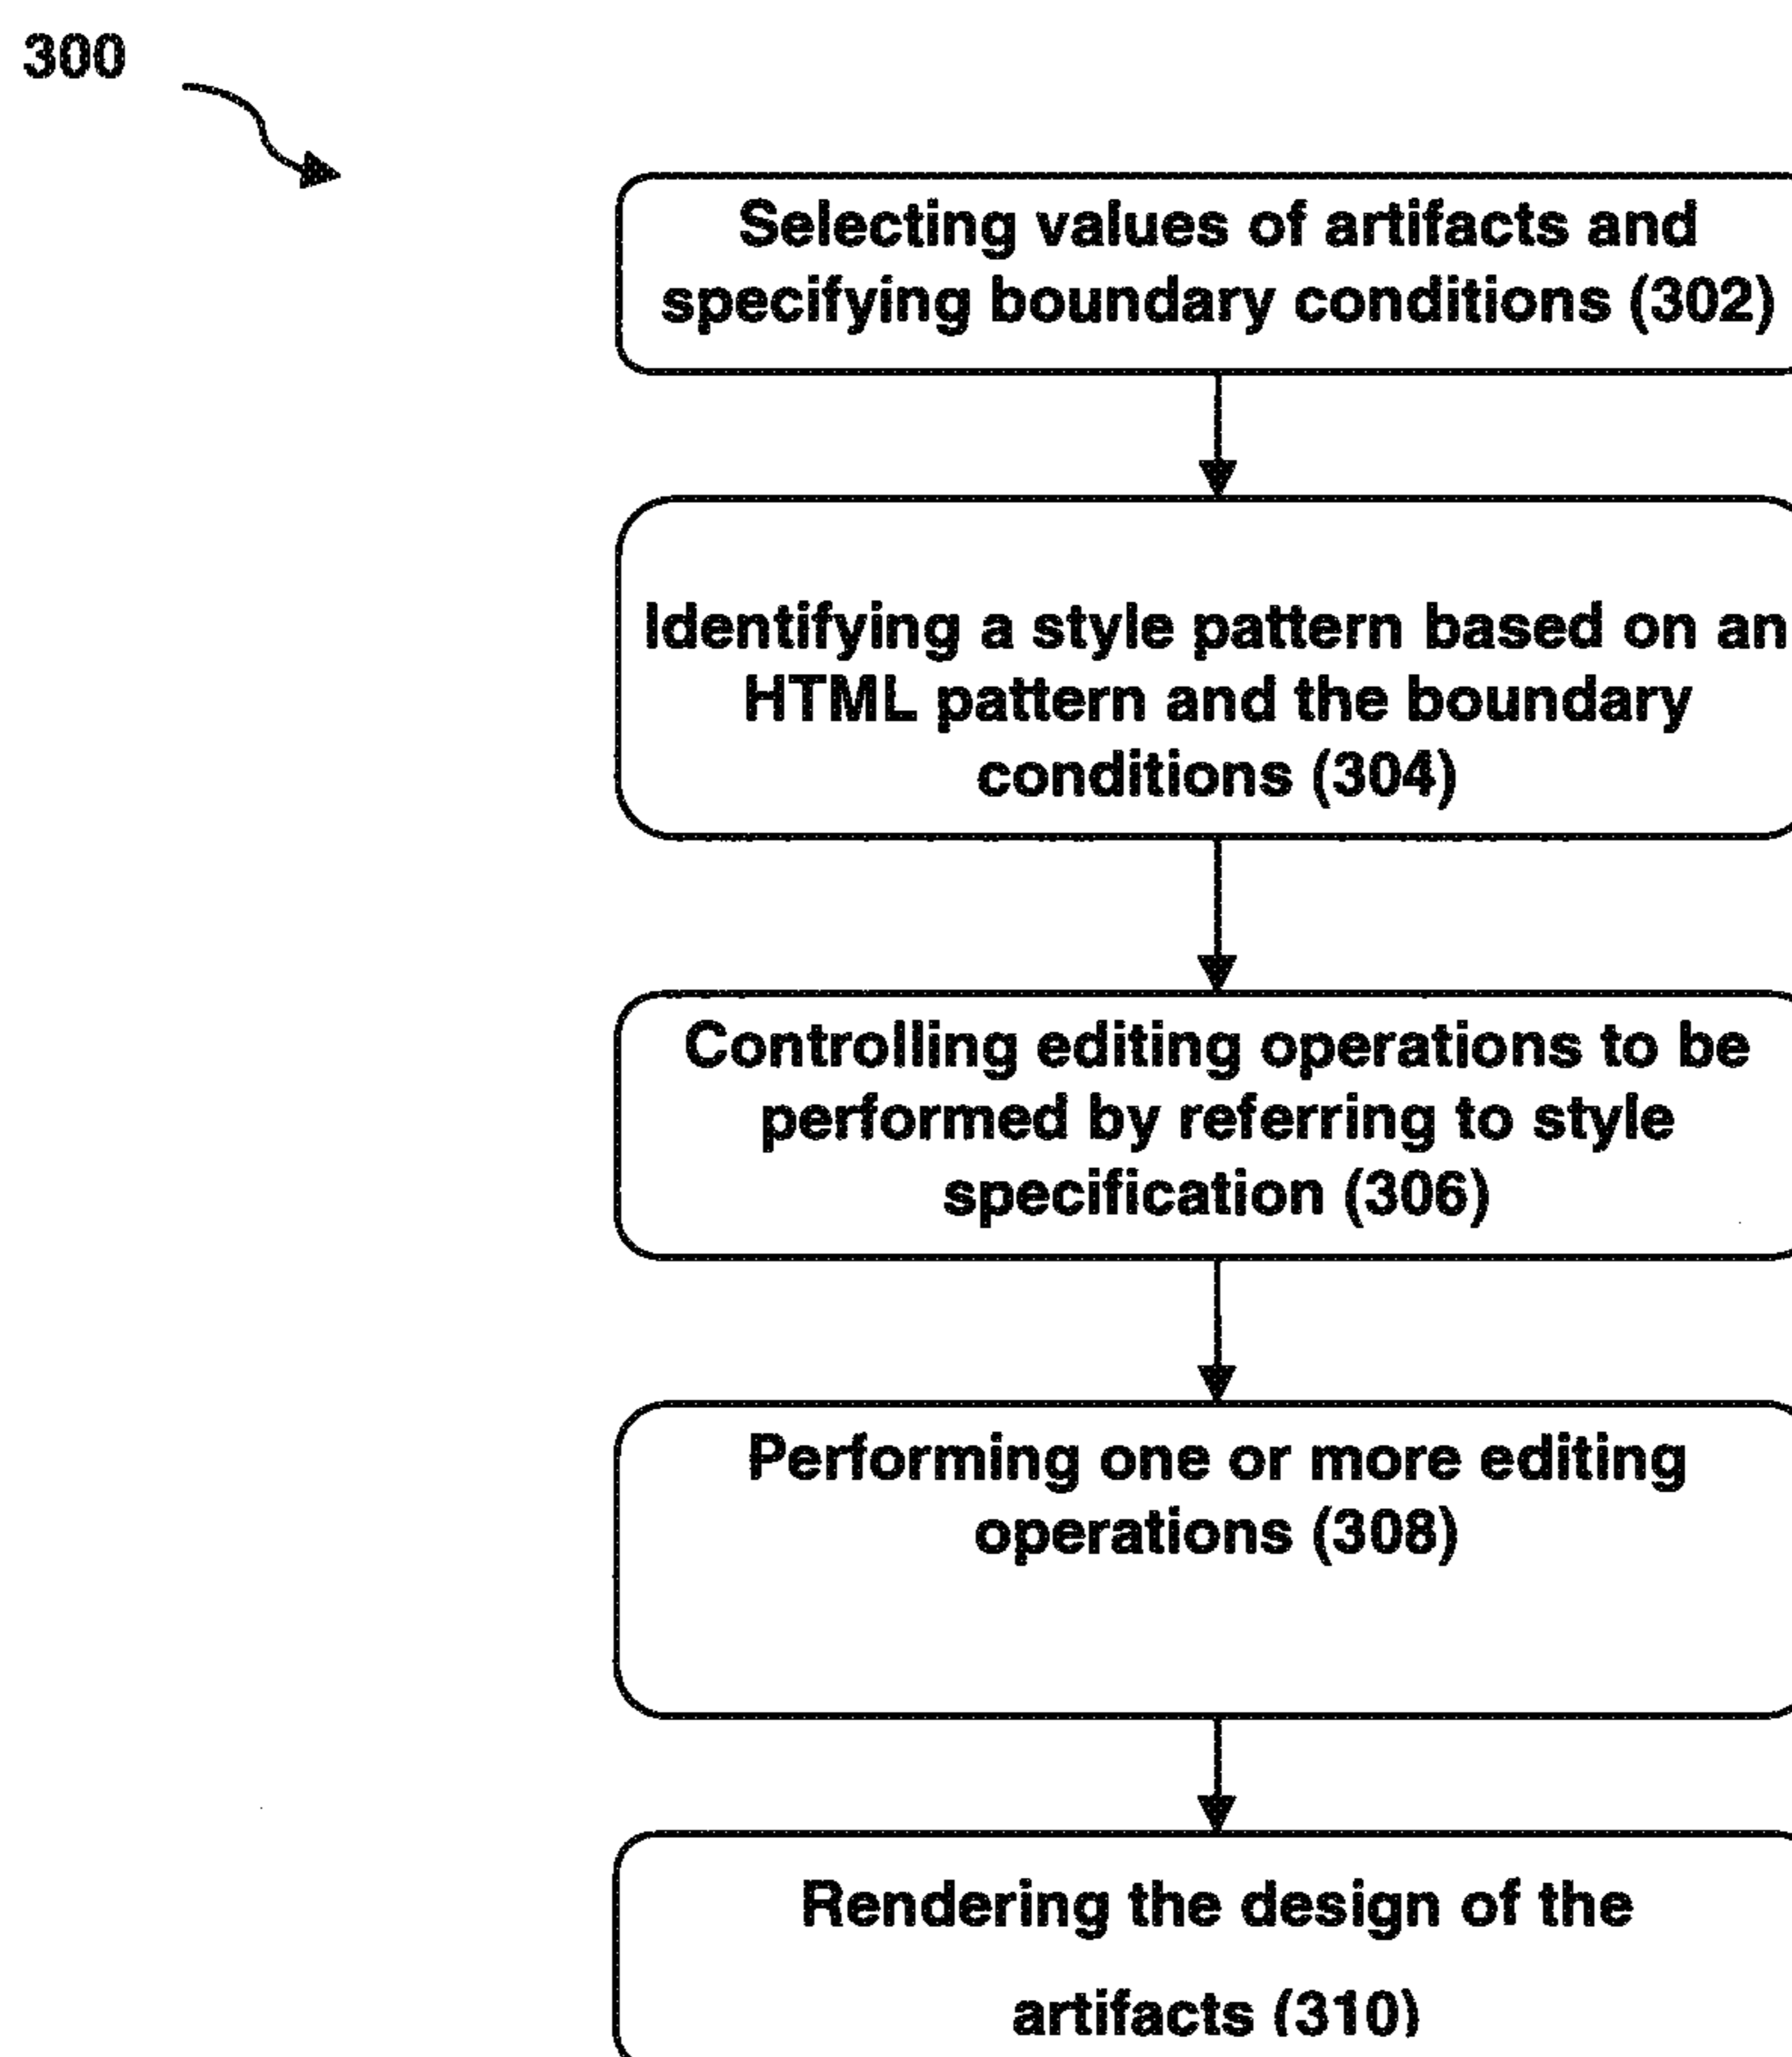 300
Selecting values of artifacts and
specifying boundary conditions (302)
Identifying a style pattern based on an
HTML pattern and the boundary
conditions (304)
Controlling editing operations to be
performed by referring to style
specification (306)
Performing one or more editing
operations (308)
Rendering the design of the
artifacts (310)